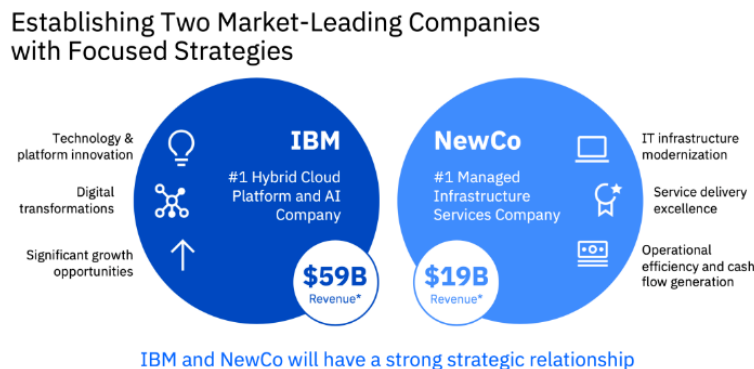 Establishing Two Market-Leading Companies
with Focused Strategies
Technology &
platform innovation
Digital
transformations
Significant growth
opportunities
IBM
#1 Hybrid Cloud
Platform and AI
Company
$59B
Revenue*
NewCo
#1 Managed
Infrastructure
Services Company
$19B
Revenue*
IT infrastructure
modernization
Service delivery
excellence
Operational
efficiency and cash
flow generation
IBM and NewCo will have a strong strategic relationship